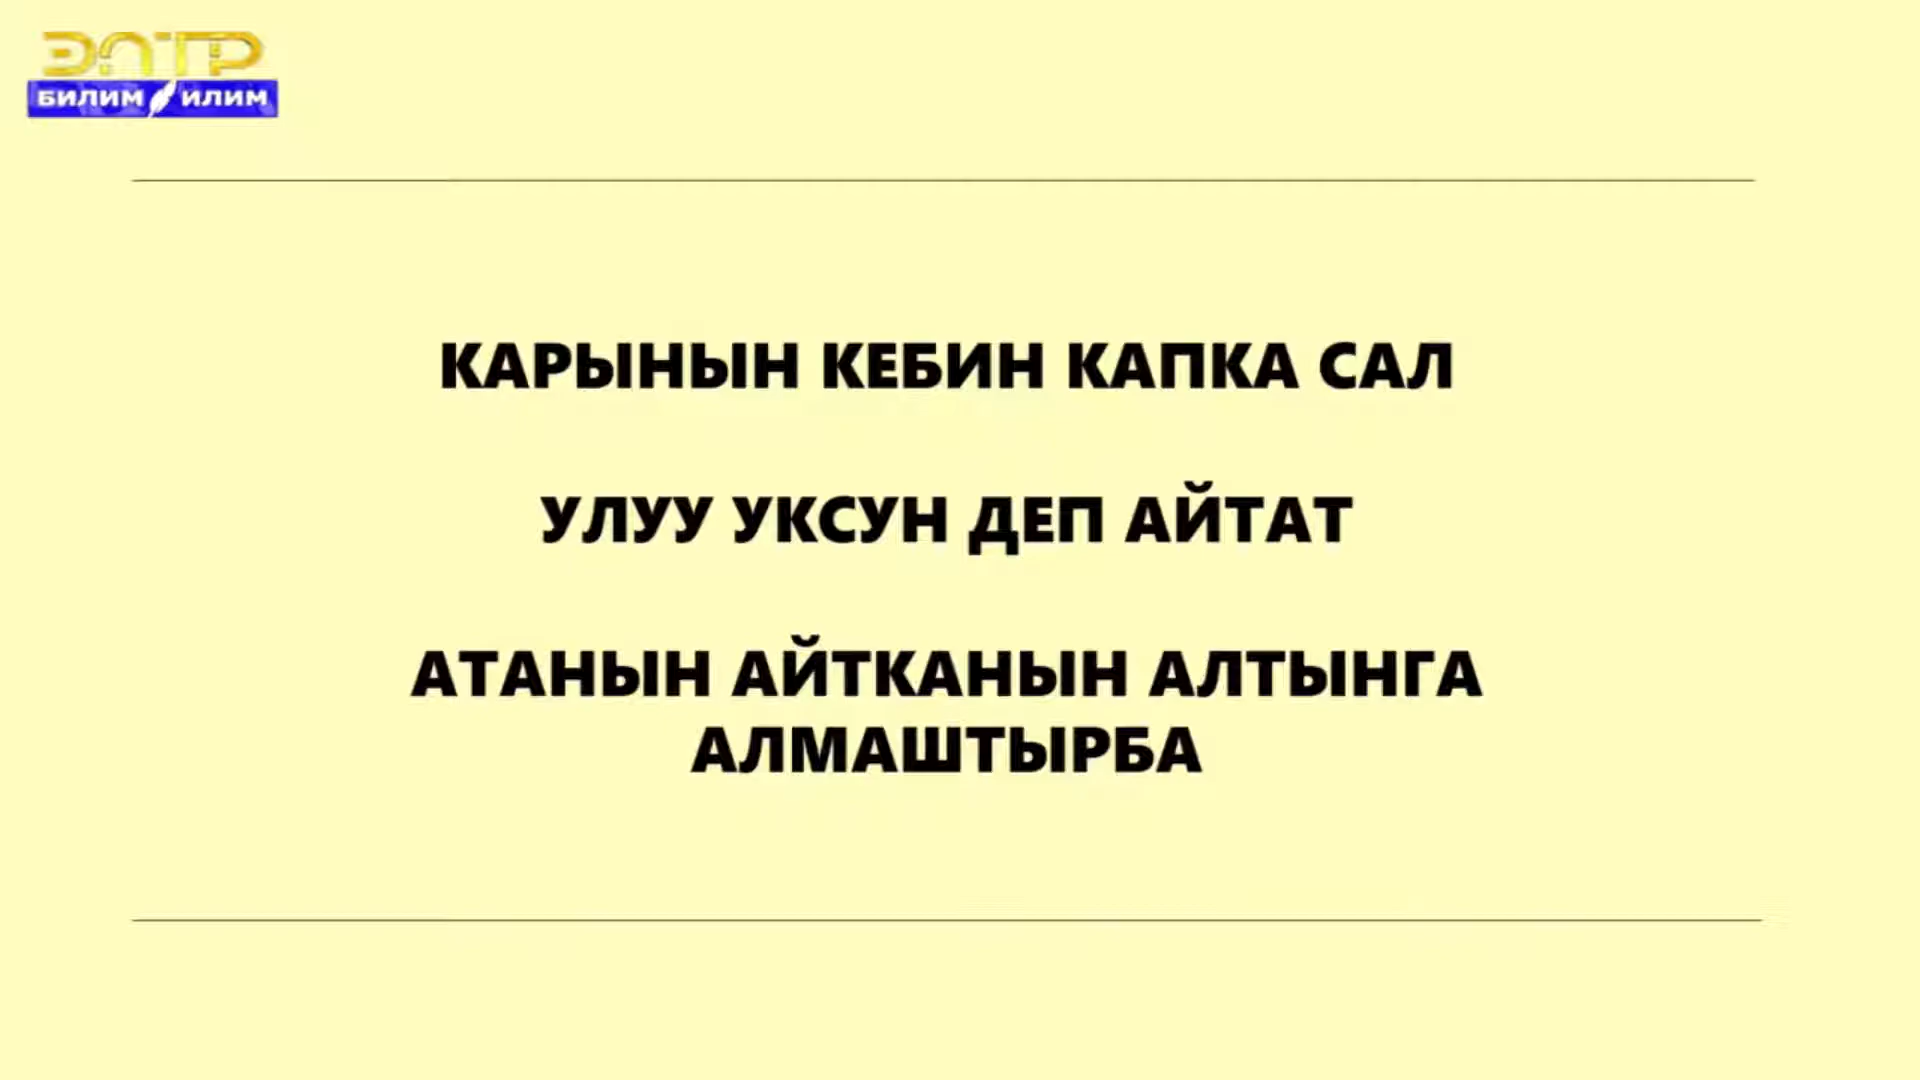 ЭЛТР
БИЛИМ ИЛИМ
КАРЫНЫН КЕБИН КАПКА САЛ
УЛУУ УКСУН ДЕП АЙТАТ
АТАНЫН АЙТКАНЫН АЛТЫНГА
АЛМАШТЫРБА